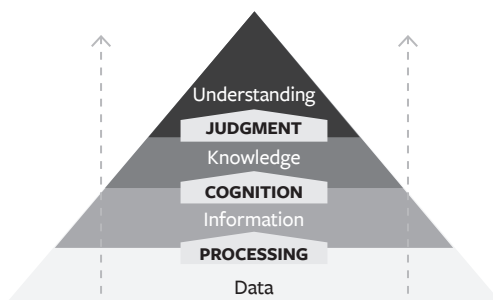 Understanding
JUDGMENT
Knowledge
COGNITION
Information
PROCESSING
Data